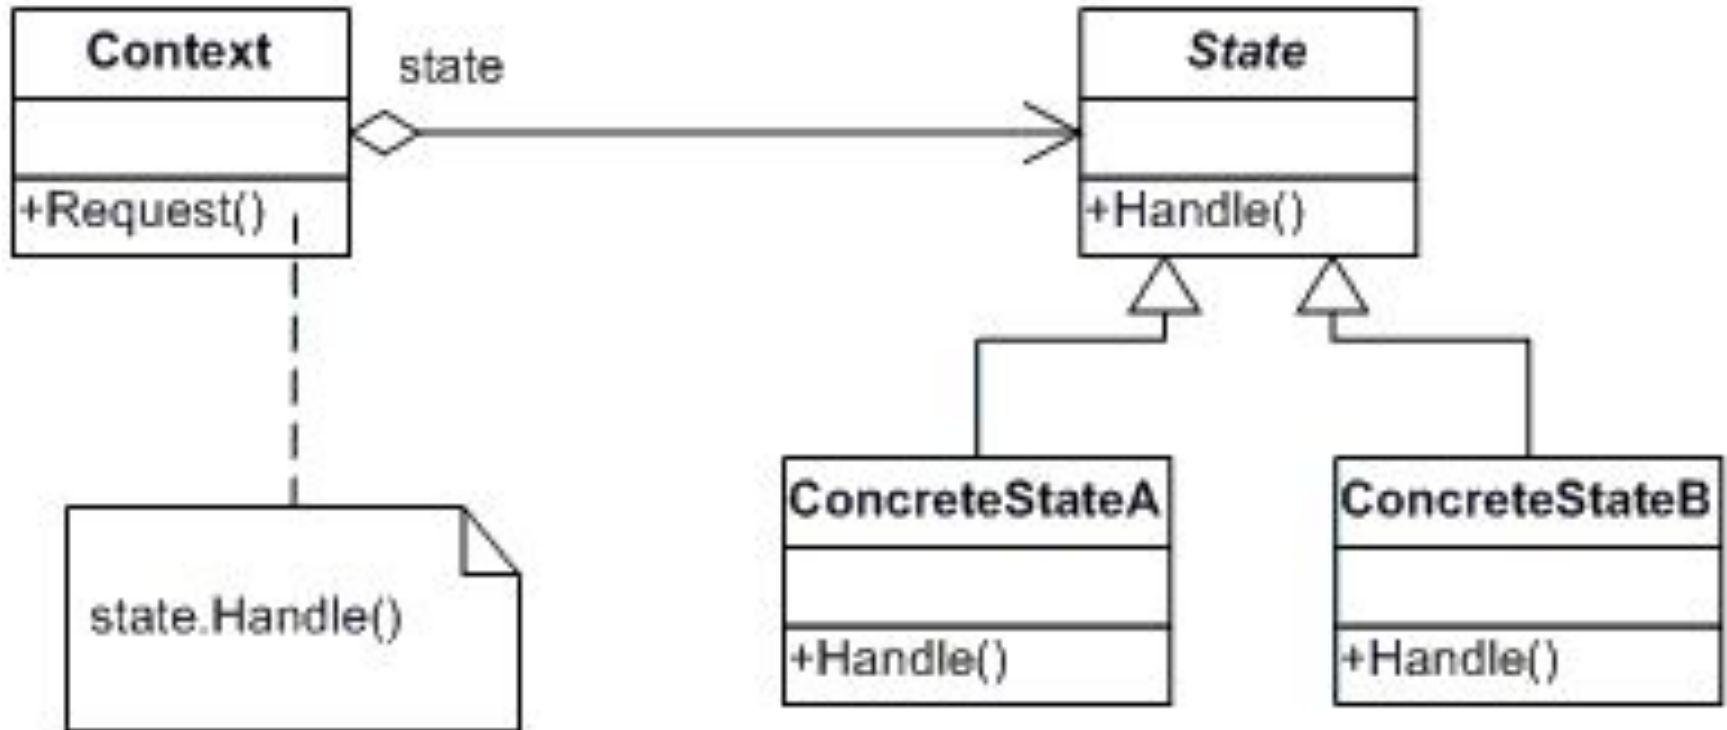 Context
state
State
+Request()
+Handle()
state.Handle()
ConcreteStateA
ConcreteStateB
+Handle()
+Handle()